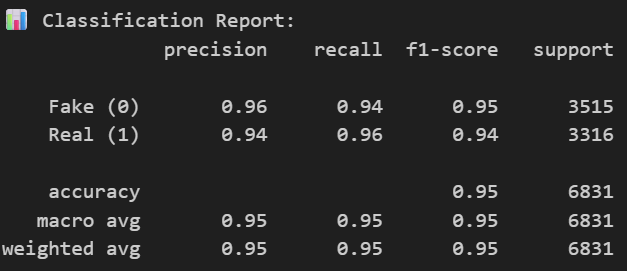 📊 Classification Report:
precision recall f1-score support
Fake (0) 0.96 0.94 0.95 3515
Real (1) 0.94 0.96 0.94 3316
accuracy 0.95 6831
macro avg 0.95 0.95 0.95 6831
weighted avg 0.95 0.95 0.95 6831